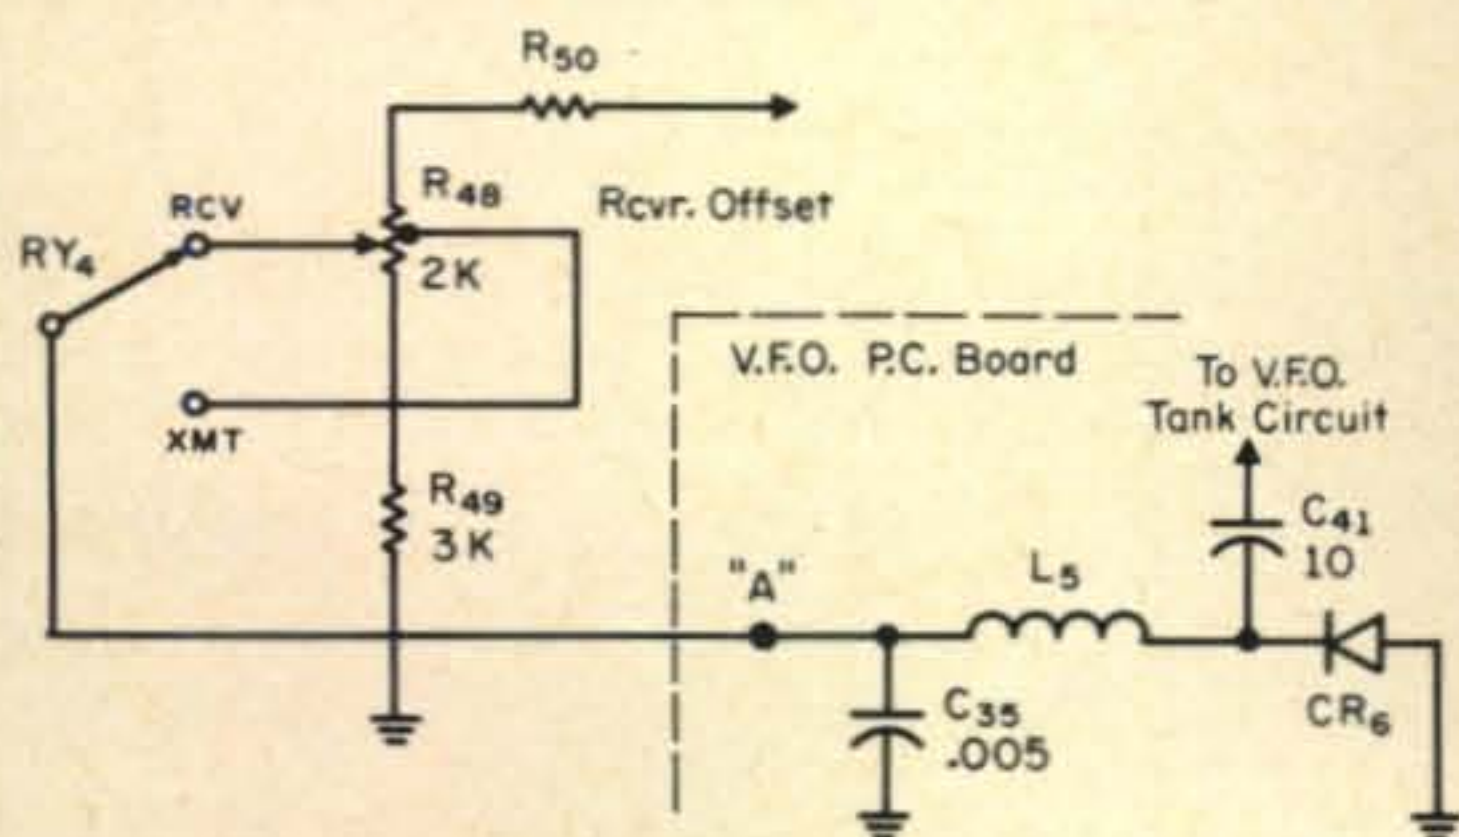 R50
R48
2K
Rcvr. Offset
RCV
RY4
XMT
R49
3K
V.F.O. P.C. Board
To V.F.O.
Tank Circuit
"A"
L5
C41
10
C35
.005
CR6